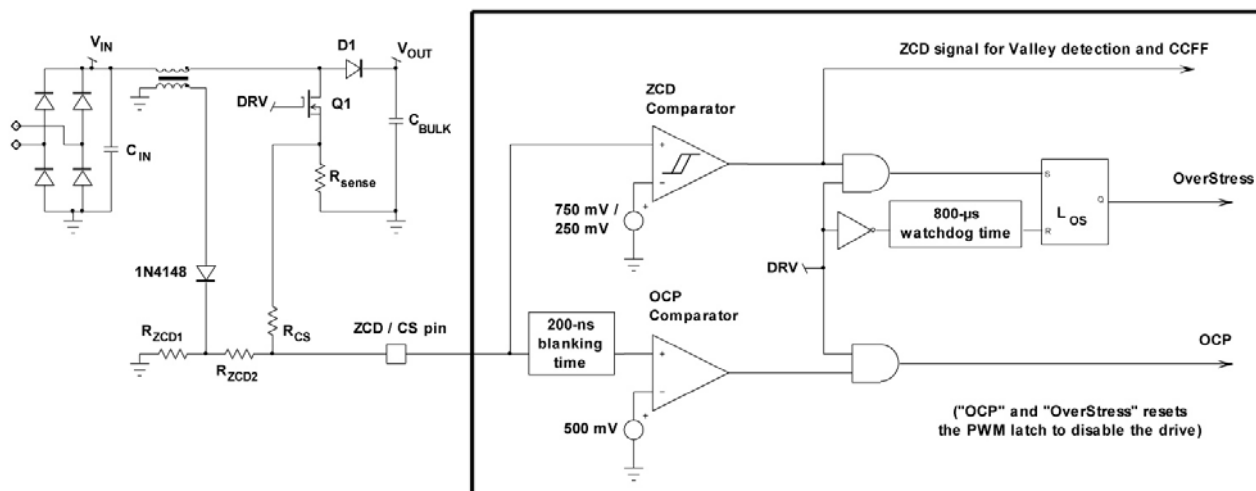 V_IN
D1
V_OUT
DRV
Q1
C_BULK
C_IN
R_sense
1N4148
R_ZCD1
R_ZCD2
R_CS
ZCD / CS pin
ZCD signal for Valley detection and CCFF
ZCD
Comparator
+
−
+
750 mV /
250 mV
S
Q
R
L_OS
OverStress
800-µs
watchdog time
DRV
OCP
Comparator
200-ns
blanking
time
+
−
+
500 mV
OCP
("OCP" and "OverStress" resets
the PWM latch to disable the drive)